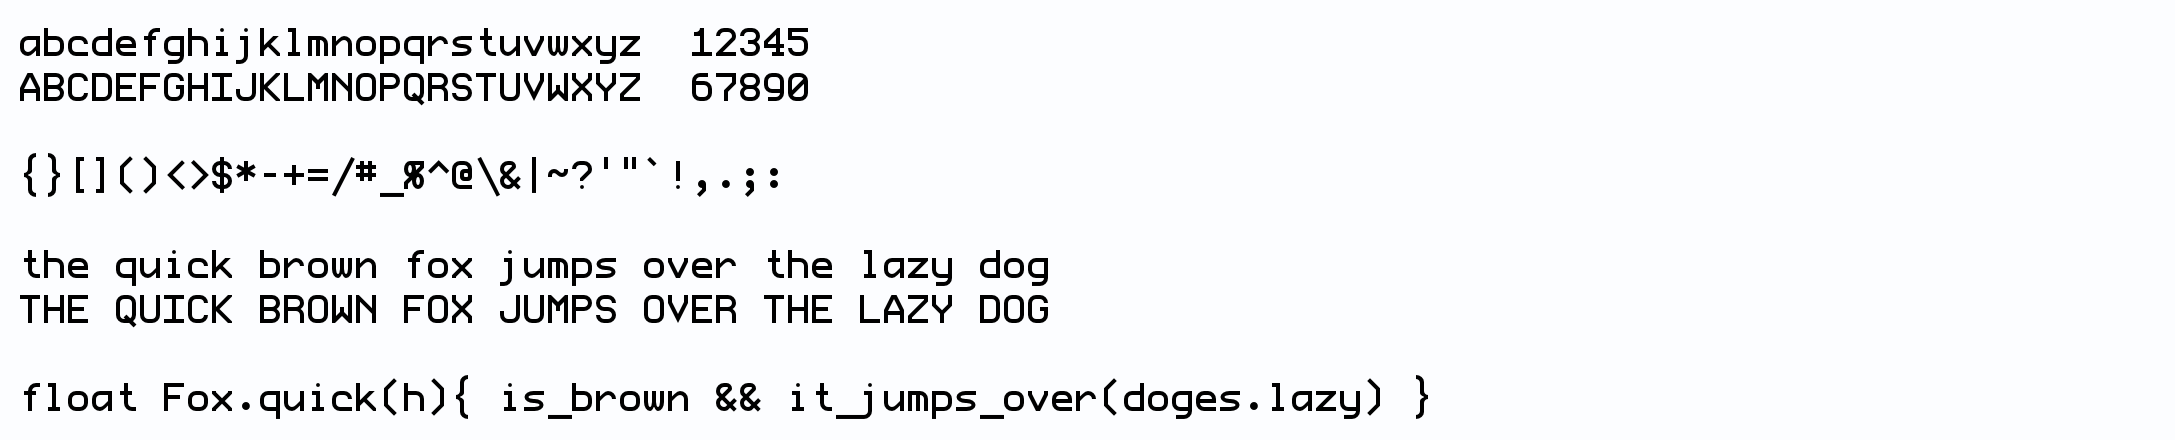 abcdefghijklmnopqrstuvwxyz  12345
ABCDEFGHIJKLMNOPQRSTUVWXYZ  67890
{}[]()<>$*-+=/#_%^@\&|~?'"`!,.;:
the quick brown fox jumps over the lazy dog
THE QUICK BROWN FOX JUMPS OVER THE LAZY DOG
float Fox.quick(h){ is_brown && it_jumps_over(doges.lazy) }